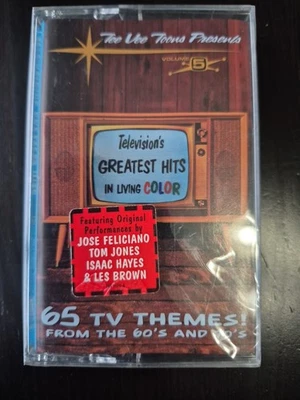 Tee Vee Toons Presents
VOLUME 5
Television's
GREATEST HITS
IN LIVING COLOR
Featuring Original
Performances by
JOSE FELICIANO
TOM JONES
ISAAC HAYES
& LES BROWN
65 TV THEMES!
FROM THE 60'S AND 70'S